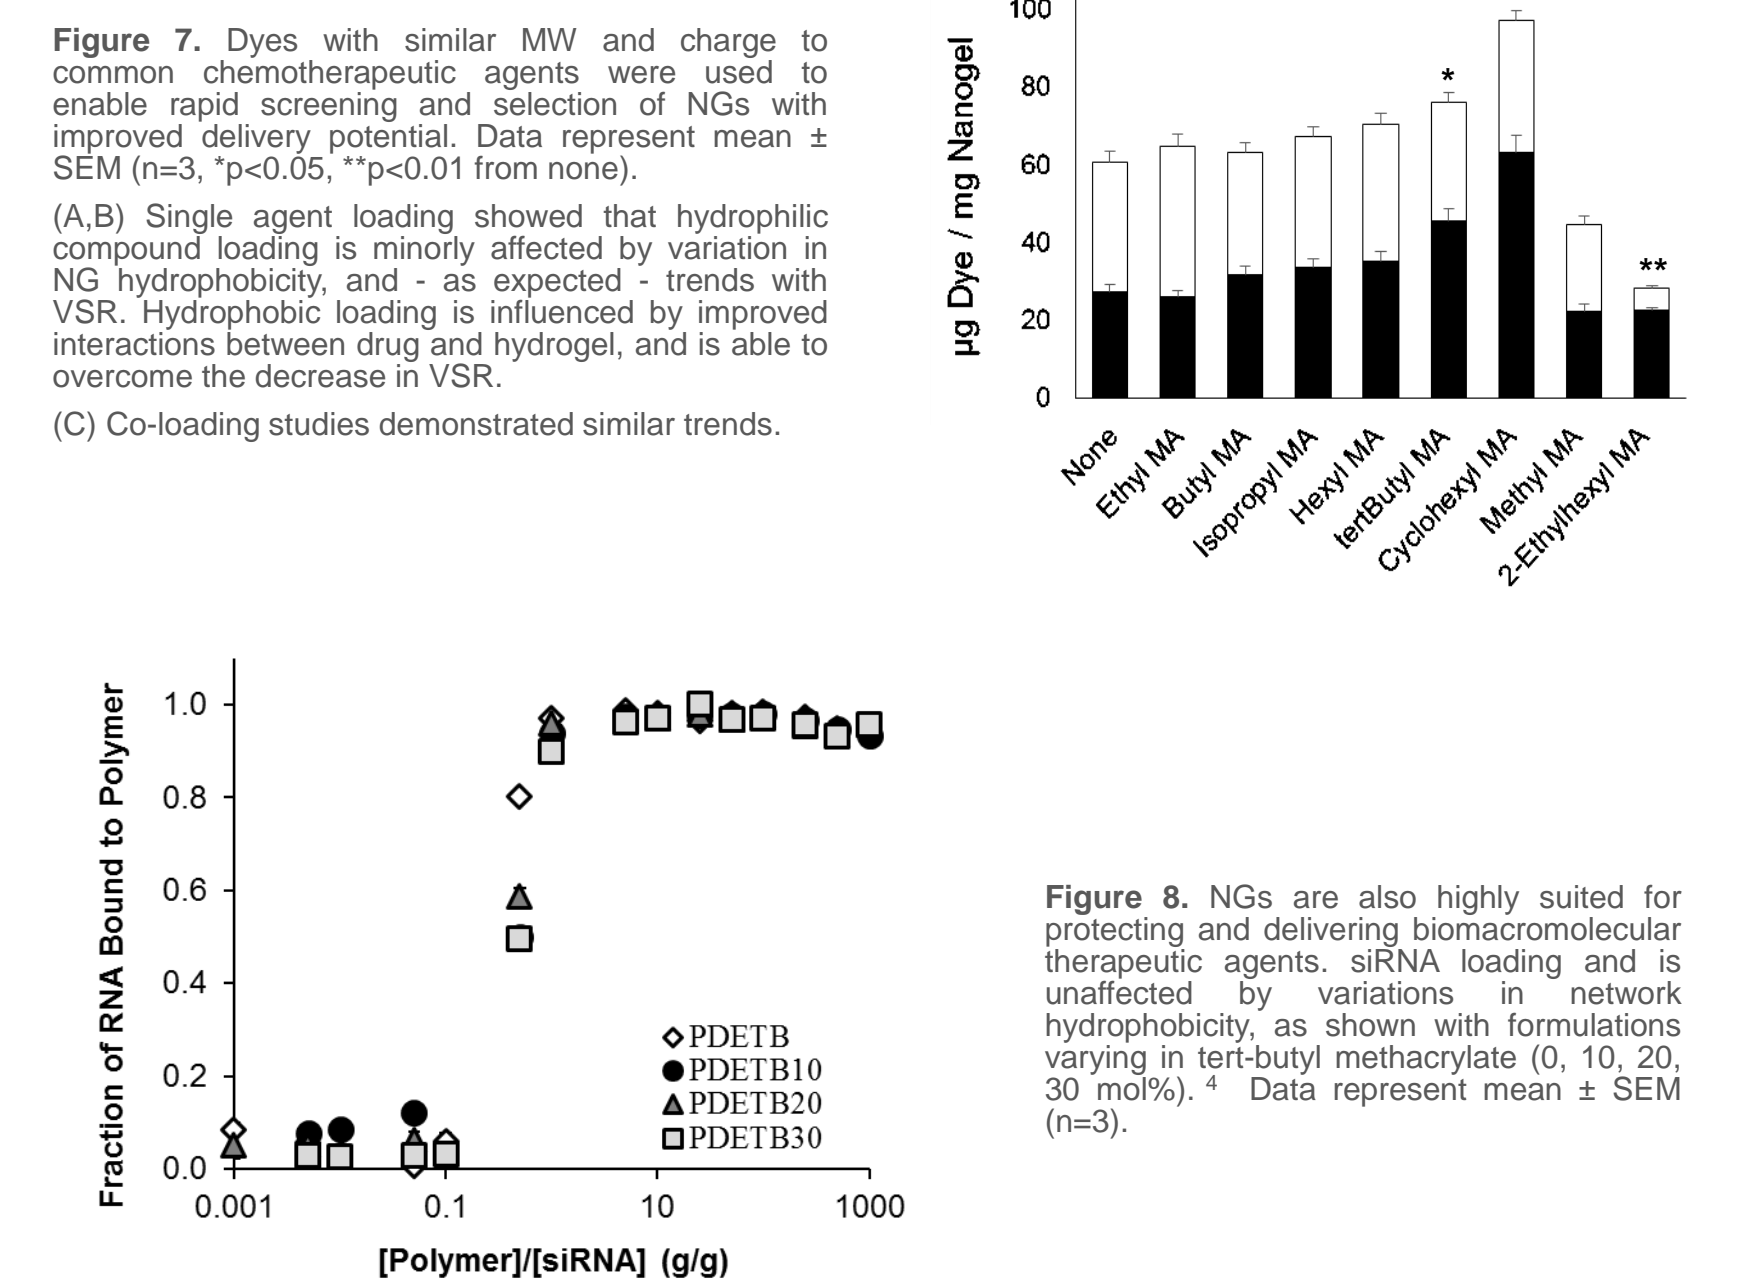 Figure 7. Dyes with similar MW and charge to
common chemotherapeutic agents were used to
enable rapid screening and selection of NGs with
improved delivery potential. Data represent mean ±
SEM (n=3, *p<0.05, **p<0.01 from none).
(A,B) Single agent loading showed that hydrophilic
compound loading is minorly affected by variation in
NG hydrophobicity, and - as expected - trends with
VSR. Hydrophobic loading is influenced by improved
interactions between drug and hydrogel, and is able to
overcome the decrease in VSR.
(C) Co-loading studies demonstrated similar trends.
µg Dye / mg Nanogel
100
80
60
40
20
0
*
**
None
Ethyl MA
Butyl MA
Isopropyl MA
Hexyl MA
tertButyl MA
Cyclohexyl MA
Methyl MA
2-Ethylhexyl MA
Fraction of RNA Bound to Polymer
1.0
0.8
0.6
0.4
0.2
0.0
0.001
0.1
10
1000
[Polymer]/[siRNA] (g/g)
PDETB
PDETB10
PDETB20
PDETB30
Figure 8. NGs are also highly suited for
protecting and delivering biomacromolecular
therapeutic agents. siRNA loading and is
unaffected by variations in network
hydrophobicity, as shown with formulations
varying in tert-butyl methacrylate (0, 10, 20,
30 mol%). 4 Data represent mean ± SEM
(n=3).